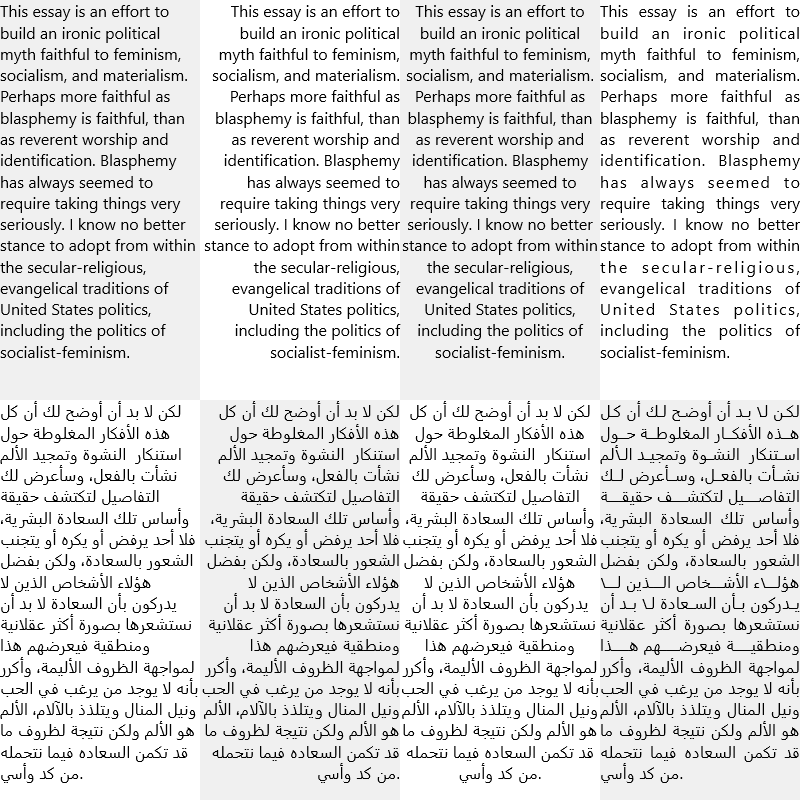 This essay is an effort to
build an ironic political
myth faithful to feminism,
socialism, and materialism.
Perhaps more faithful as
blasphemy is faithful, than
as reverent worship and
identification. Blasphemy
has always seemed to
require taking things very
seriously. I know no better
stance to adopt from within
the secular-religious,
evangelical traditions of
United States politics,
including the politics of
socialist-feminism.
This essay is an effort to
build an ironic political
myth faithful to feminism,
socialism, and materialism.
Perhaps more faithful as
blasphemy is faithful, than
as reverent worship and
identification. Blasphemy
has always seemed to
require taking things very
seriously. I know no better
stance to adopt from within
the secular-religious,
evangelical traditions of
United States politics,
including the politics of
socialist-feminism.
This essay is an effort to
build an ironic political
myth faithful to feminism,
socialism, and materialism.
Perhaps more faithful as
blasphemy is faithful, than
as reverent worship and
identification. Blasphemy
has always seemed to
require taking things very
seriously. I know no better
stance to adopt from within
the secular-religious,
evangelical traditions of
United States politics,
including the politics of
socialist-feminism.
This essay is an effort to
build an ironic political
myth faithful to feminism,
socialism, and materialism.
Perhaps more faithful as
blasphemy is faithful, than
as reverent worship and
identification. Blasphemy
has always seemed to
require taking things very
seriously. I know no better
stance to adopt from within
the secular-religious,
evangelical traditions of
United States politics,
including the politics of
socialist-feminism.
لكن لا بد أن أوضح لك أن كل
هذه الأفكار المغلوطة حول
استنكار النشوة وتمجيد الألم
نشأت بالفعل، وسأعرض لك
التفاصيل لتكتشف حقيقة
وأساس تلك السعادة البشرية،
فلا أحد يرفض أو يكره أو يتجنب
الشعور بالسعادة، ولكن بفضل
هؤلاء الأشخاص الذين لا
يدركون بأن السعادة لا بد أن
نستشعرها بصورة أكثر عقلانية
ومنطقية فيعرضهم هذا
لمواجهة الظروف الأليمة، وأكرر
بأنه لا يوجد من يرغب في الحب
ونيل المنال ويتلذذ بالآلام، الألم
هو الألم ولكن نتيجة لظروف ما
قد تكمن السعاده فيما نتحمله
من كد وأسي.
لكن لا بد أن أوضح لك أن كل
هذه الأفكار المغلوطة حول
استنكار النشوة وتمجيد الألم
نشأت بالفعل، وسأعرض لك
التفاصيل لتكتشف حقيقة
وأساس تلك السعادة البشرية،
فلا أحد يرفض أو يكره أو يتجنب
الشعور بالسعادة، ولكن بفضل
هؤلاء الأشخاص الذين لا
يدركون بأن السعادة لا بد أن
نستشعرها بصورة أكثر عقلانية
ومنطقية فيعرضهم هذا
لمواجهة الظروف الأليمة، وأكرر
بأنه لا يوجد من يرغب في الحب
ونيل المنال ويتلذذ بالآلام، الألم
هو الألم ولكن نتيجة لظروف ما
قد تكمن السعاده فيما نتحمله
من كد وأسي.
لكن لا بد أن أوضح لك أن كل
هذه الأفكار المغلوطة حول
استنكار النشوة وتمجيد الألم
نشأت بالفعل، وسأعرض لك
التفاصيل لتكتشف حقيقة
وأساس تلك السعادة البشرية،
فلا أحد يرفض أو يكره أو يتجنب
الشعور بالسعادة، ولكن بفضل
هؤلاء الأشخاص الذين لا
يدركون بأن السعادة لا بد أن
نستشعرها بصورة أكثر عقلانية
ومنطقية فيعرضهم هذا
لمواجهة الظروف الأليمة، وأكرر
بأنه لا يوجد من يرغب في الحب
ونيل المنال ويتلذذ بالآلام، الألم
هو الألم ولكن نتيجة لظروف ما
قد تكمن السعاده فيما نتحمله
من كد وأسي.
لكن لا بد أن أوضح لك أن كل
هذه الأفكار المغلوطة حول
استنكار النشوة وتمجيد الألم
نشأت بالفعل، وسأعرض لك
التفاصيل لتكتشف حقيقة
وأساس تلك السعادة البشرية،
فلا أحد يرفض أو يكره أو يتجنب
الشعور بالسعادة، ولكن بفضل
هؤلاء الأشخاص الذين لا
يدركون بأن السعادة لا بد أن
نستشعرها بصورة أكثر عقلانية
ومنطقية فيعرضهم هذا
لمواجهة الظروف الأليمة، وأكرر
بأنه لا يوجد من يرغب في الحب
ونيل المنال ويتلذذ بالآلام، الألم
هو الألم ولكن نتيجة لظروف ما
قد تكمن السعاده فيما نتحمله
من كد وأسي.